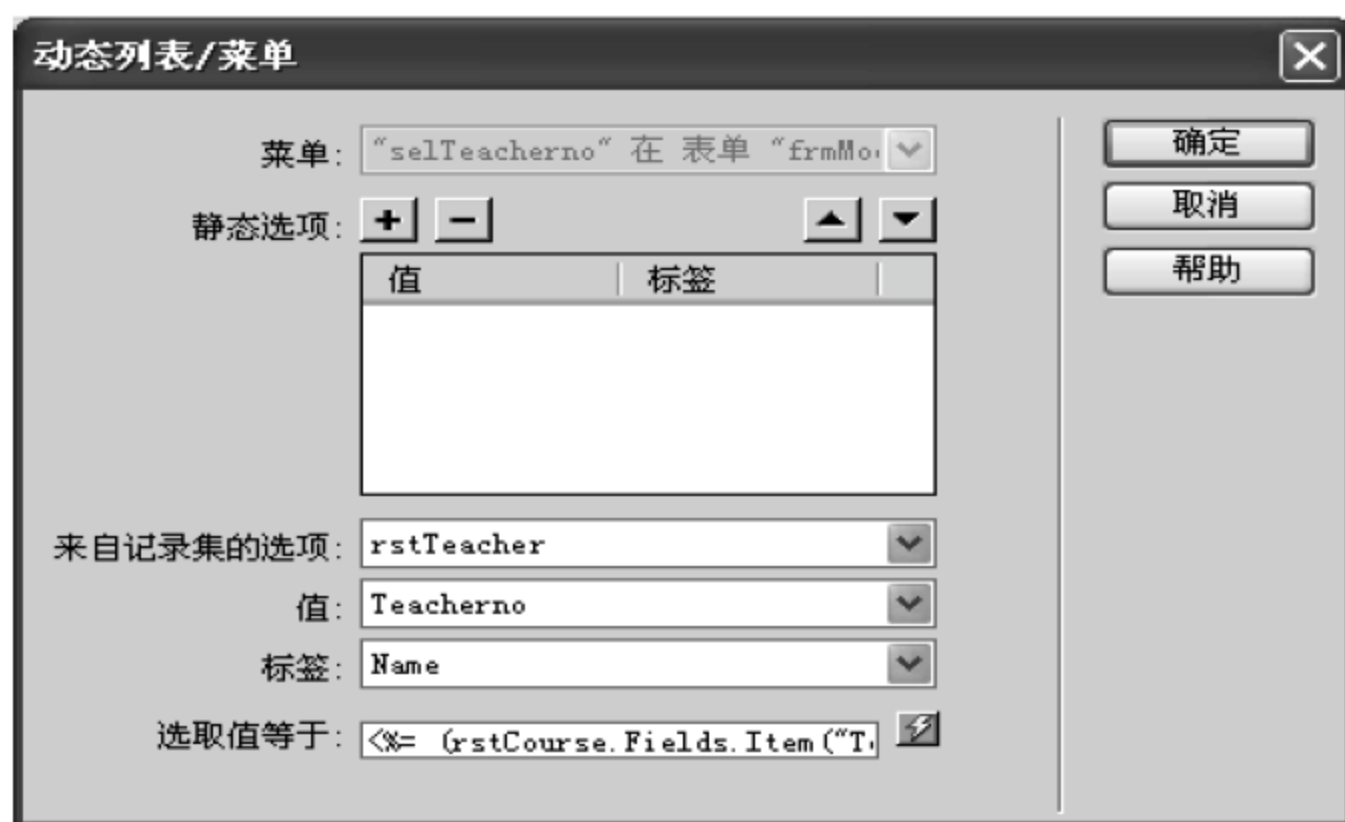 动态列表/菜单
菜单: "selTeacherno" 在 表单 "frmMo
确定
静态选项:
取消
值 标签
帮助
来自记录集的选项: rstTeacher
值: Teacherno
标签: Name
选取值等于: <%= (rstCourse.Fields.Item("T